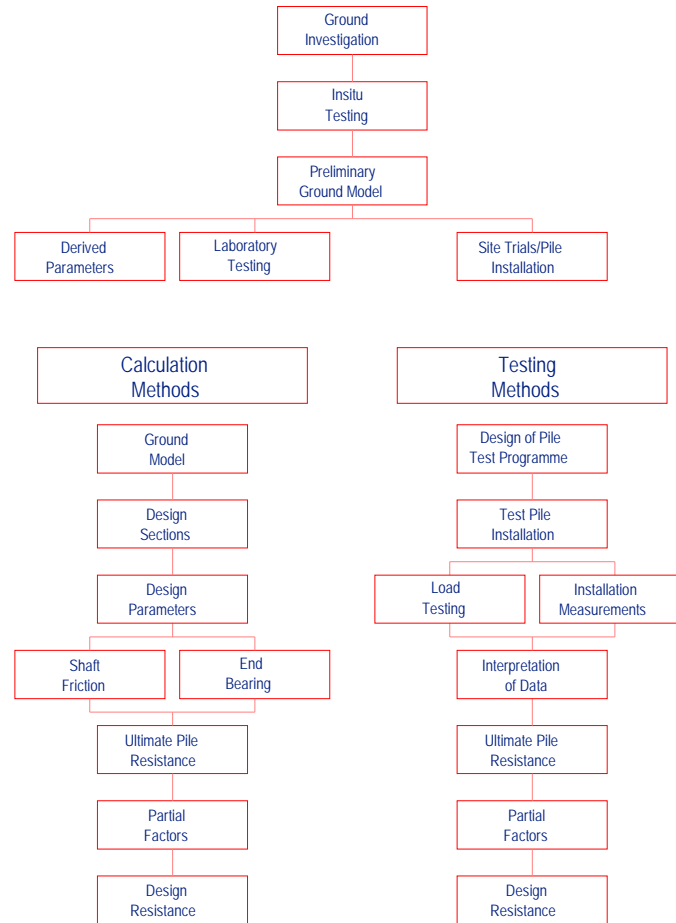 Ground
Investigation
Insitu
Testing
Preliminary
Ground Model
Derived
Parameters
Laboratory
Testing
Site Trials/Pile
Installation
Calculation
Methods
Ground
Model
Design
Sections
Design
Parameters
Shaft
Friction
End
Bearing
Ultimate Pile
Resistance
Partial
Factors
Design
Resistance
Testing
Methods
Design of Pile
Test Programme
Test Pile
Installation
Load
Testing
Installation
Measurements
Interpretation
of Data
Ultimate Pile
Resistance
Partial
Factors
Design
Resistance